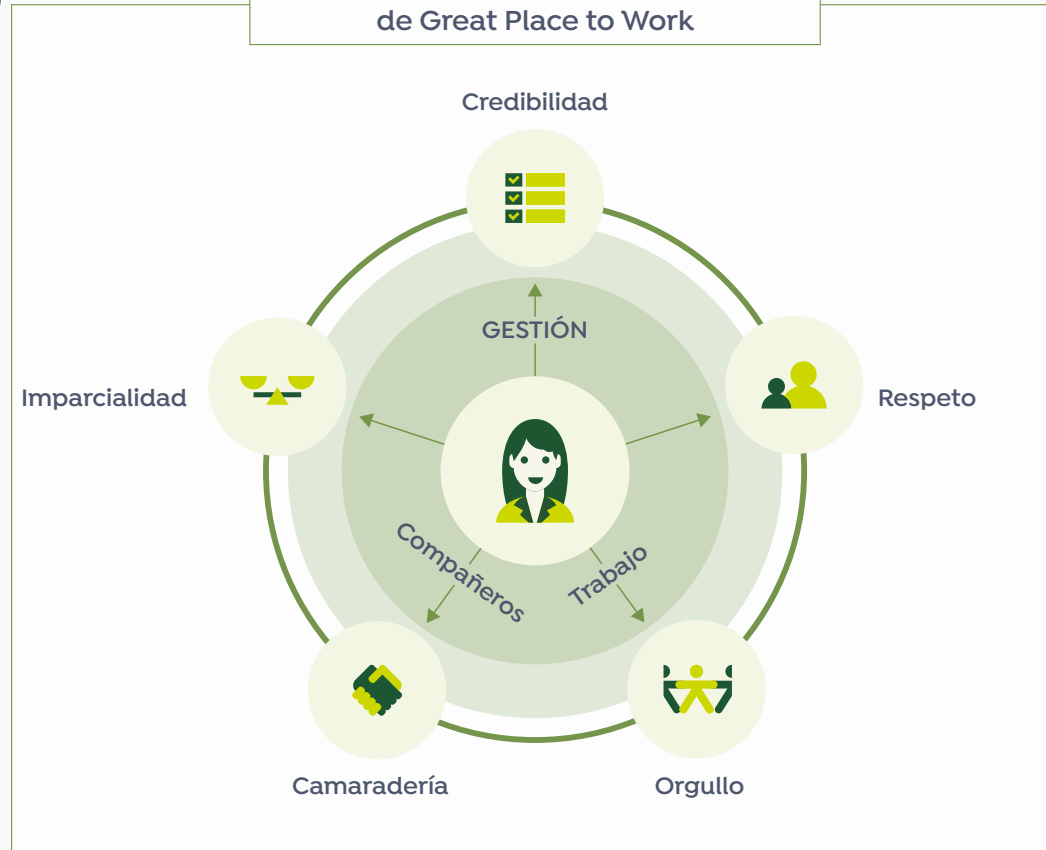 de Great Place to Work
Credibilidad
GESTIÓN
Imparcialidad
Respeto
Compañeros
Trabajo
Camaradería
Orgullo